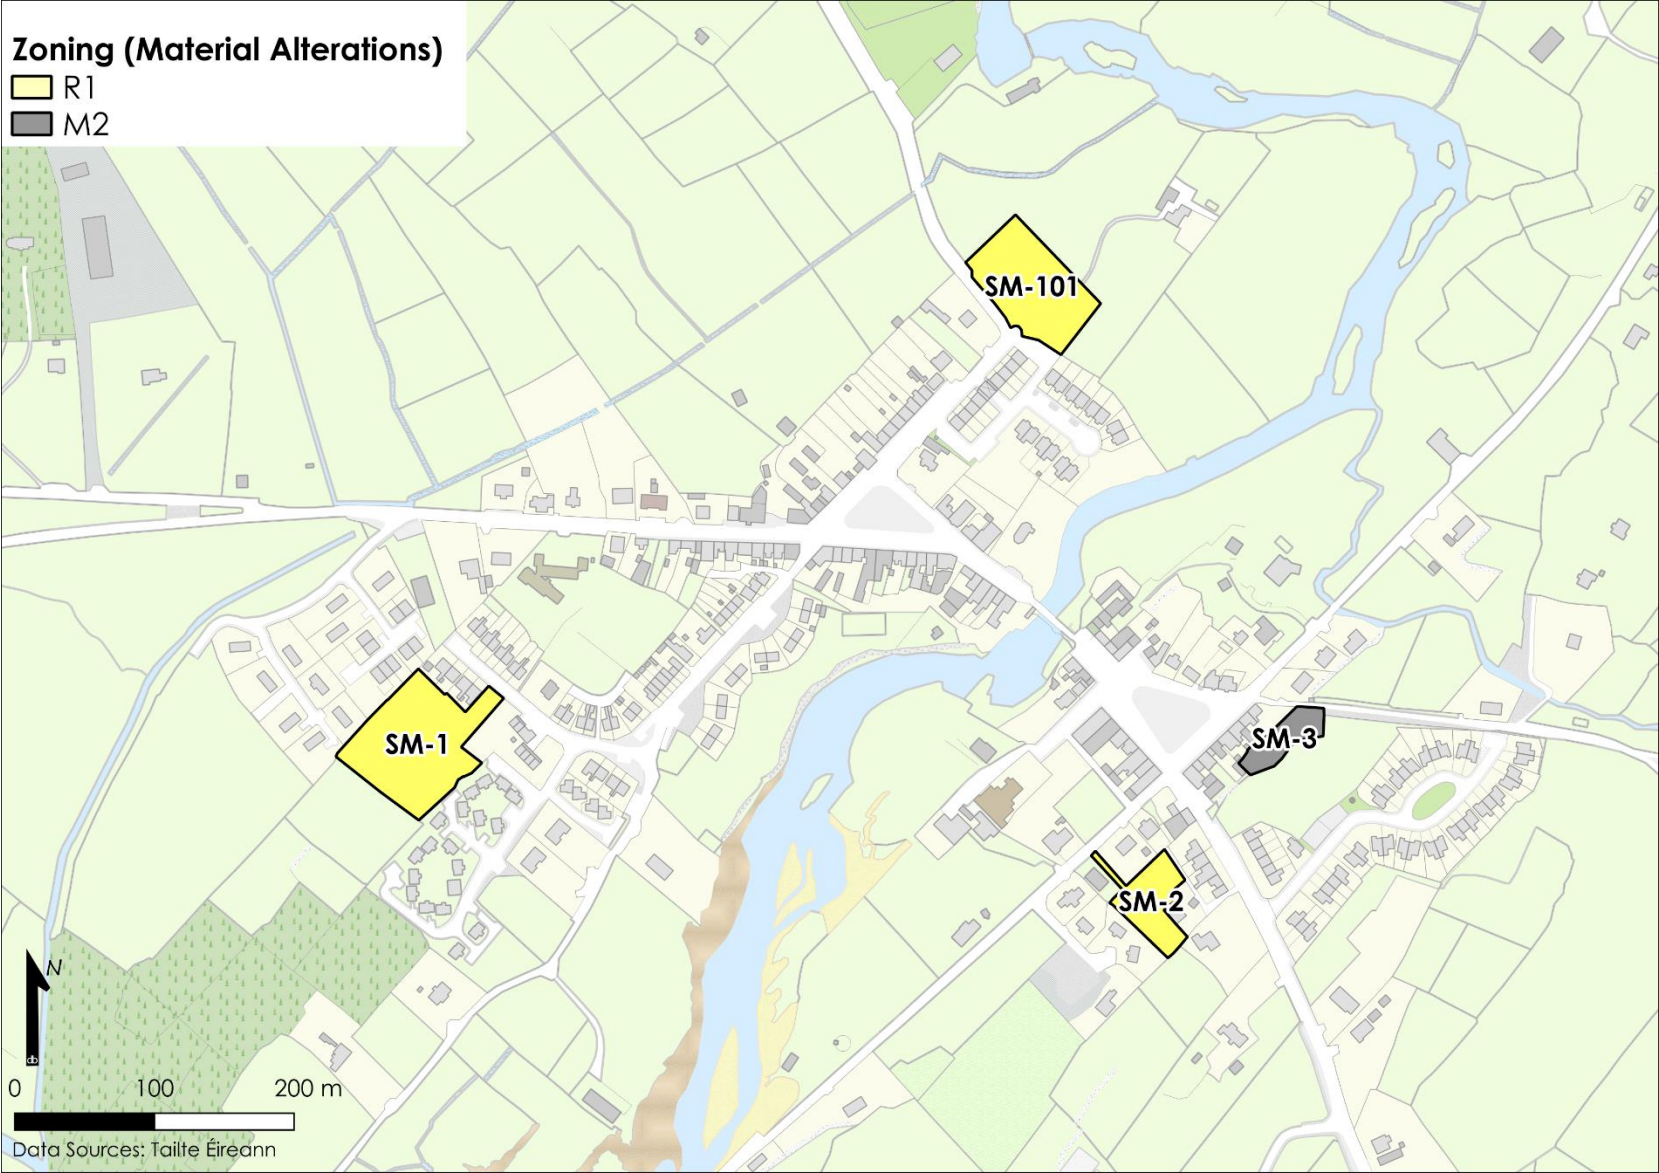 Zoning (Material Alterations)
R1
M2
SM-101
SM-1
SM-3
SM-2
N
db
0 100 200 m
Data Sources: Tailte Éireann